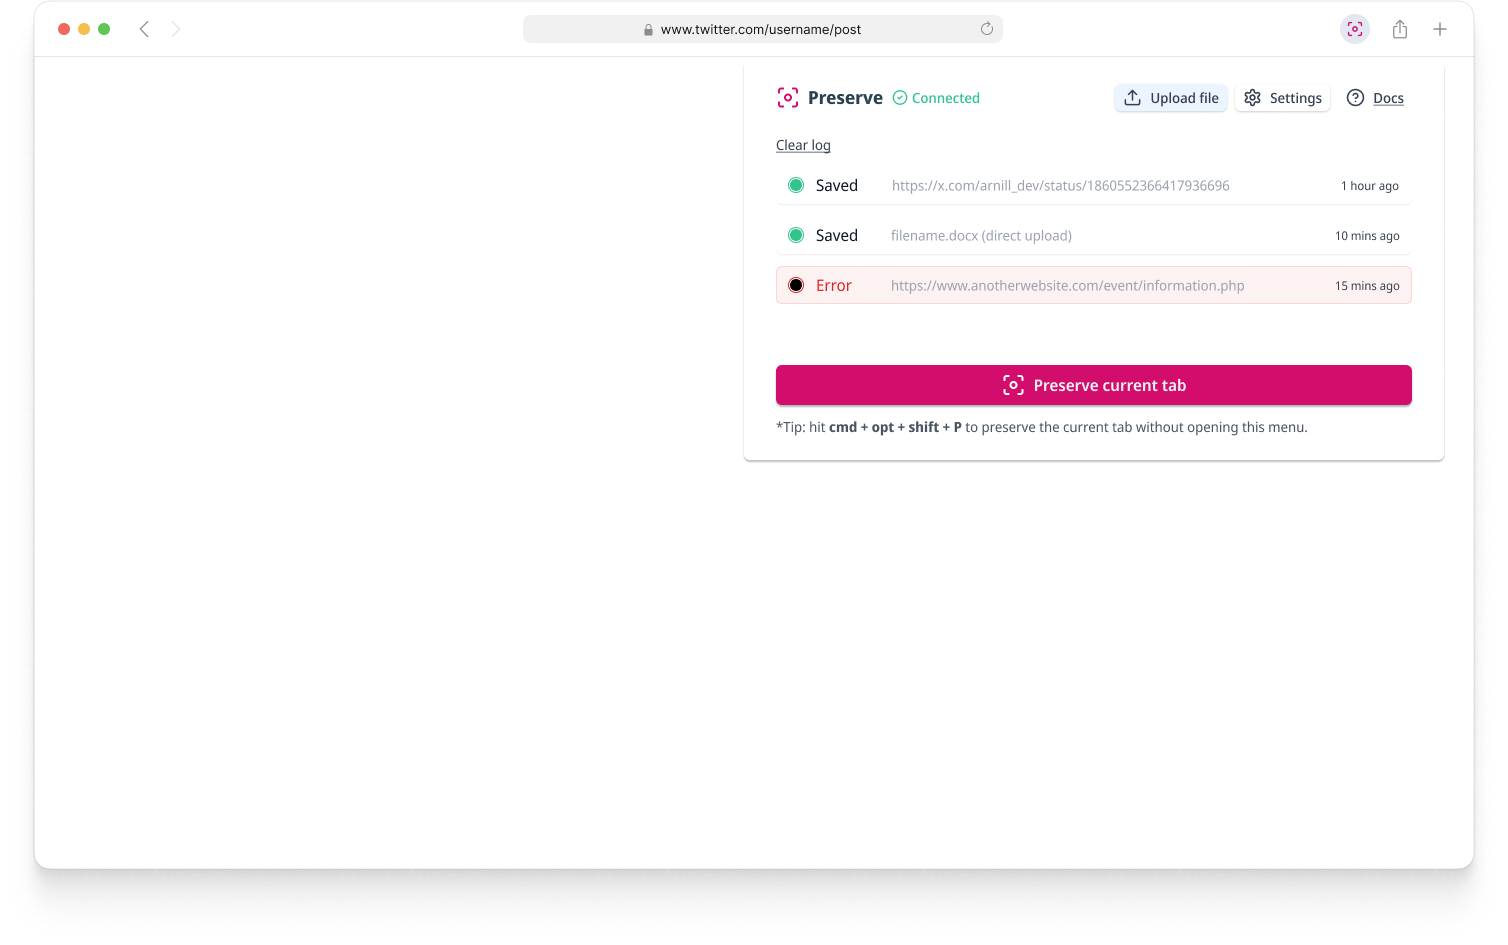 www.twitter.com/username/post
Preserve Connected Upload file Settings Docs
Clear log
Saved https://x.com/arnill_dev/status/1860552366417936696 1 hour ago
Saved filename.docx (direct upload) 10 mins ago
Error https://www.anotherwebsite.com/event/information.php 15 mins ago
Preserve current tab
*Tip: hit cmd + opt + shift + P to preserve the current tab without opening this menu.